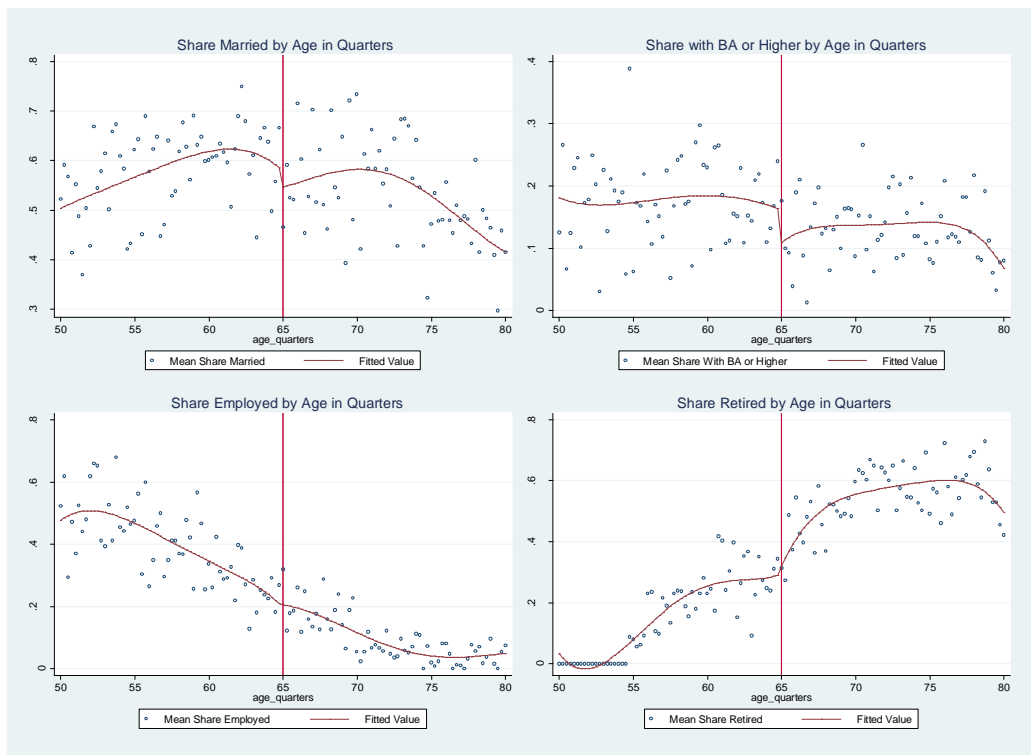 Share Married by Age in Quarters
.8
.7
.6
.5
.4
.3
50 55 60 65 70 75 80
age_quarters
Mean Share Married Fitted Value
Share with BA or Higher by Age in Quarters
.4
.3
.2
.1
0
50 55 60 65 70 75 80
age_quarters
Mean Share With BA or Higher Fitted Value
Share Employed by Age in Quarters
.8
.6
.4
.2
0
50 55 60 65 70 75 80
age_quarters
Mean Share Employed Fitted Value
Share Retired by Age in Quarters
.8
.6
.4
.2
0
50 55 60 65 70 75 80
age_quarters
Mean Share Retired Fitted Value